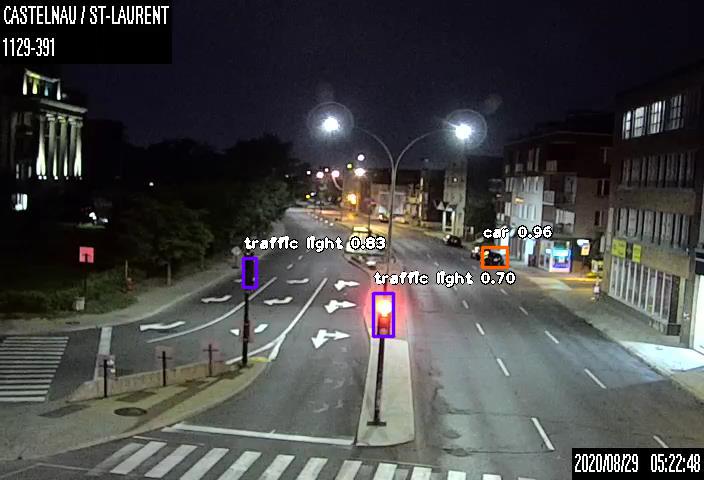 CASTELNAU / ST-LAURENT
1129-391
car 0.96
traffic light 0.83
traffic light 0.70
2020/08/29 05:22:48